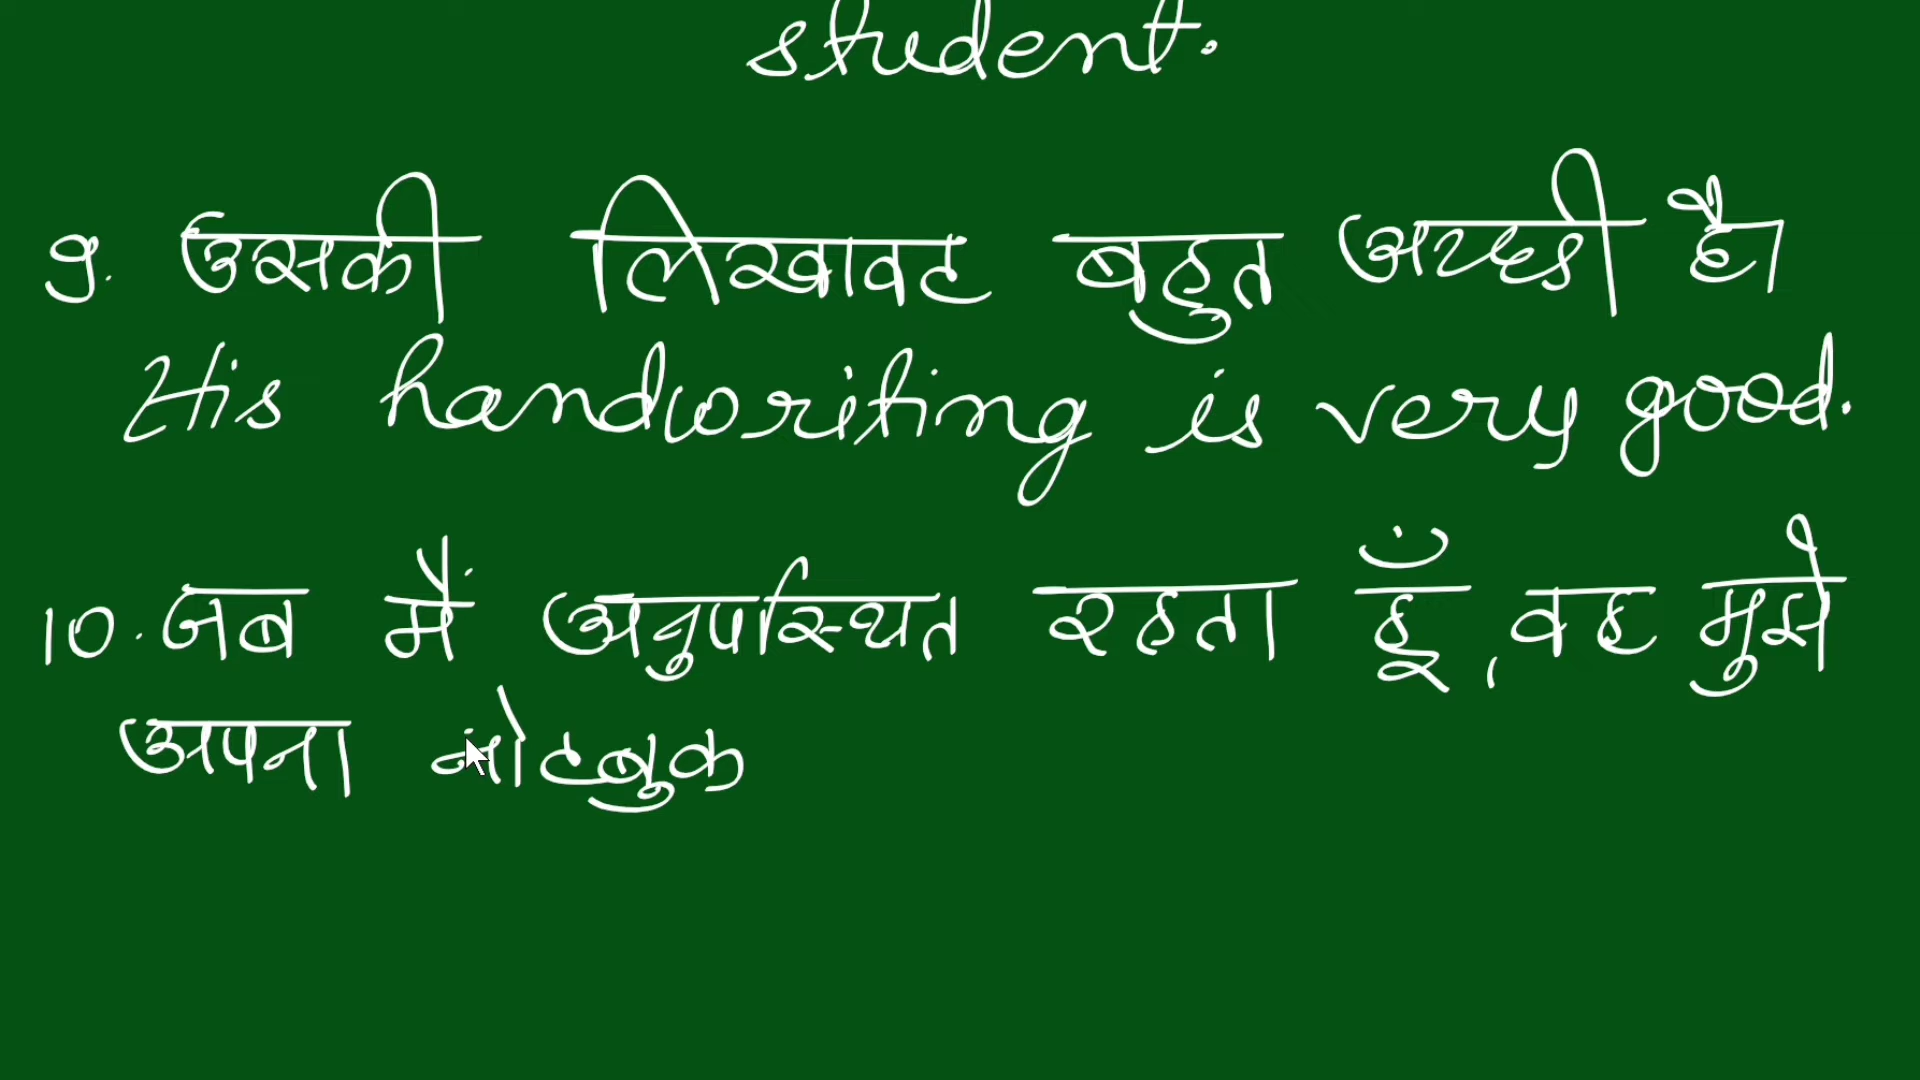 student.
9. उसकी लिखावट बहुत अच्छी है।
His handwriting is very good.
10. जब मैं अनुपस्थित रहता हूँ, वह मुझे
अपना नोटबुक